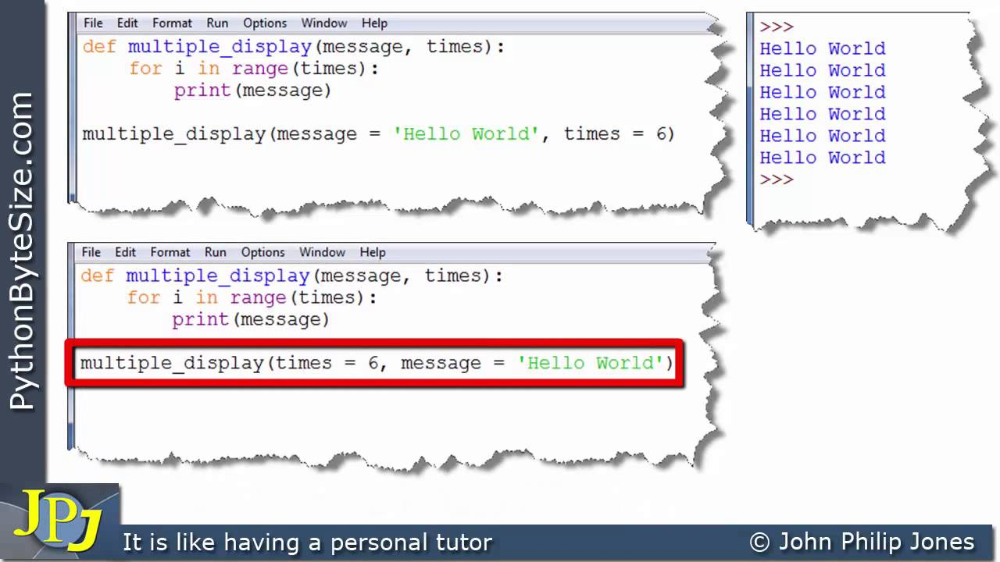 PythonByteSize.com
File Edit Format Run Options Window Help
def multiple_display(message, times):
    for i in range(times):
        print(message)
multiple_display(message = 'Hello World', times = 6)
>>>
Hello World
Hello World
Hello World
Hello World
Hello World
Hello World
>>>
File Edit Format Run Options Window Help
def multiple_display(message, times):
    for i in range(times):
        print(message)
multiple_display(times = 6, message = 'Hello World')
JPJ
It is like having a personal tutor
© John Philip Jones